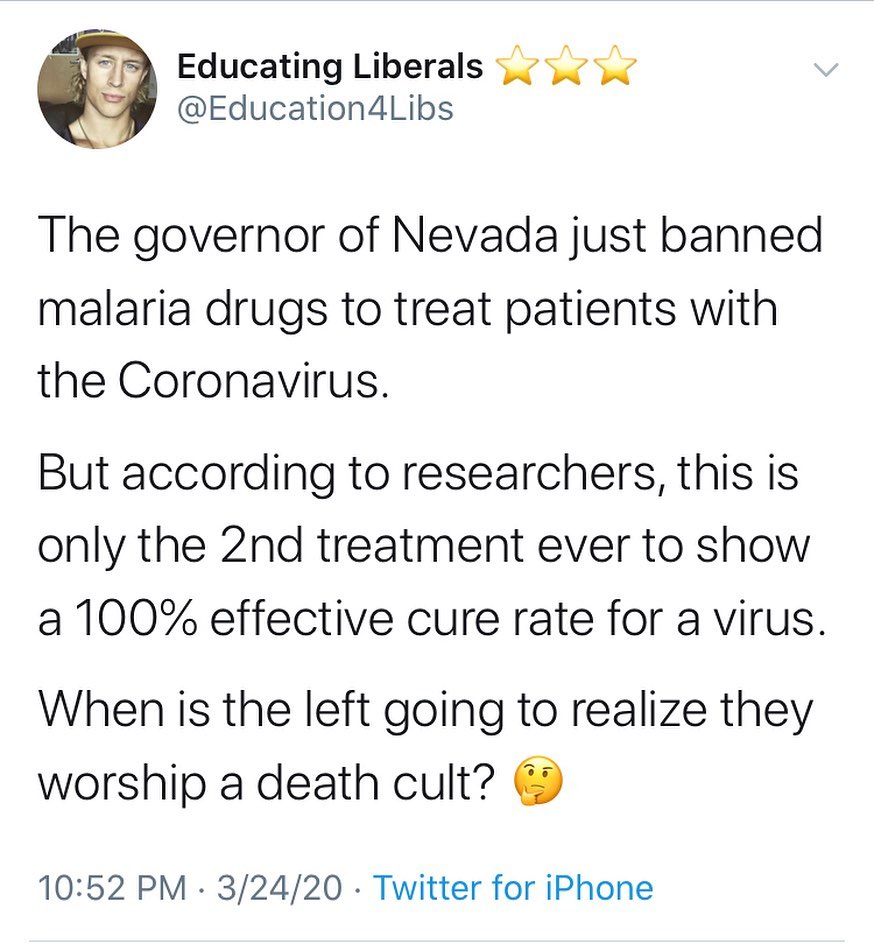 Educating Liberals ⭐⭐⭐
@Education4Libs
The governor of Nevada just banned
malaria drugs to treat patients with
the Coronavirus.
But according to researchers, this is
only the 2nd treatment ever to show
a 100% effective cure rate for a virus.
When is the left going to realize they
worship a death cult? 🤔
10:52 PM · 3/24/20 · Twitter for iPhone